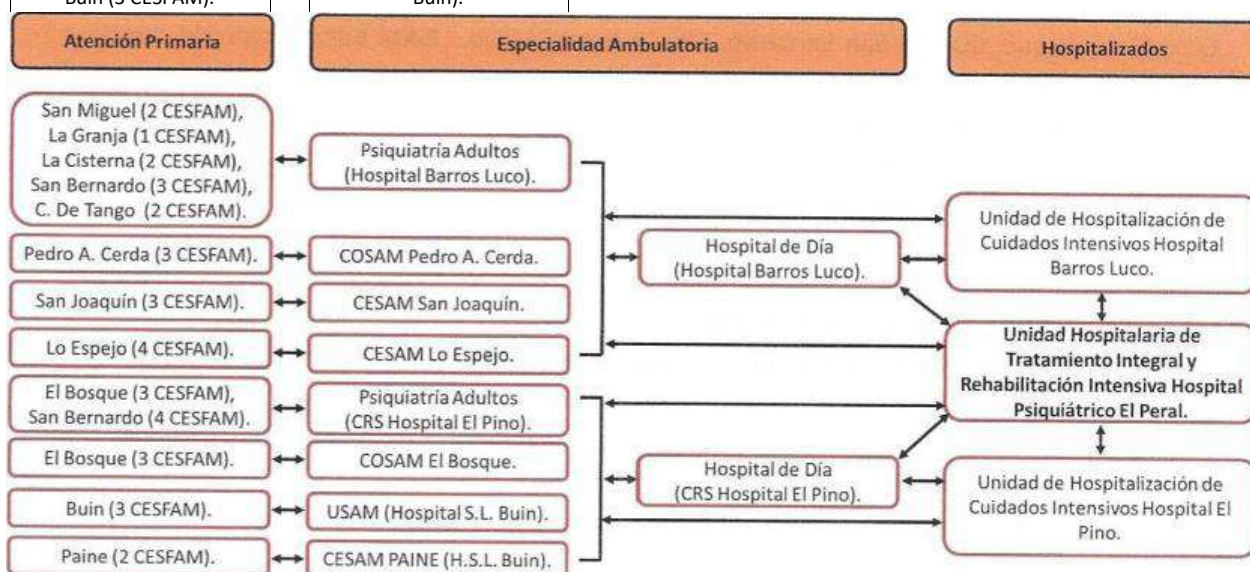 Buin (3 CESFAM).
Buin).
Atención Primaria
Especialidad Ambulatoria
Hospitalizados
San Miguel (2 CESFAM),
La Granja (1 CESFAM),
La Cisterna (2 CESFAM),
San Bernardo (3 CESFAM),
C. De Tango (2 CESFAM).
Psiquiatría Adultos
(Hospital Barros Luco).
Pedro A. Cerda (3 CESFAM).
COSAM Pedro A. Cerda.
San Joaquín (3 CESFAM).
CESAM San Joaquín.
Lo Espejo (4 CESFAM).
CESAM Lo Espejo.
El Bosque (3 CESFAM),
San Bernardo (4 CESFAM).
Psiquiatría Adultos
(CRS Hospital El Pino).
El Bosque (3 CESFAM).
COSAM El Bosque.
Buin (3 CESFAM).
USAM (Hospital S.L. Buin).
Paine (2 CESFAM).
CESAM PAINE (H.S.L. Buin).
Hospital de Día
(Hospital Barros Luco).
Hospital de Día
(CRS Hospital El Pino).
Unidad de Hospitalización de
Cuidados Intensivos Hospital
Barros Luco.
Unidad Hospitalaria de
Tratamiento Integral y
Rehabilitación Intensiva Hospital
Psiquiátrico El Peral.
Unidad de Hospitalización de
Cuidados Intensivos Hospital El
Pino.